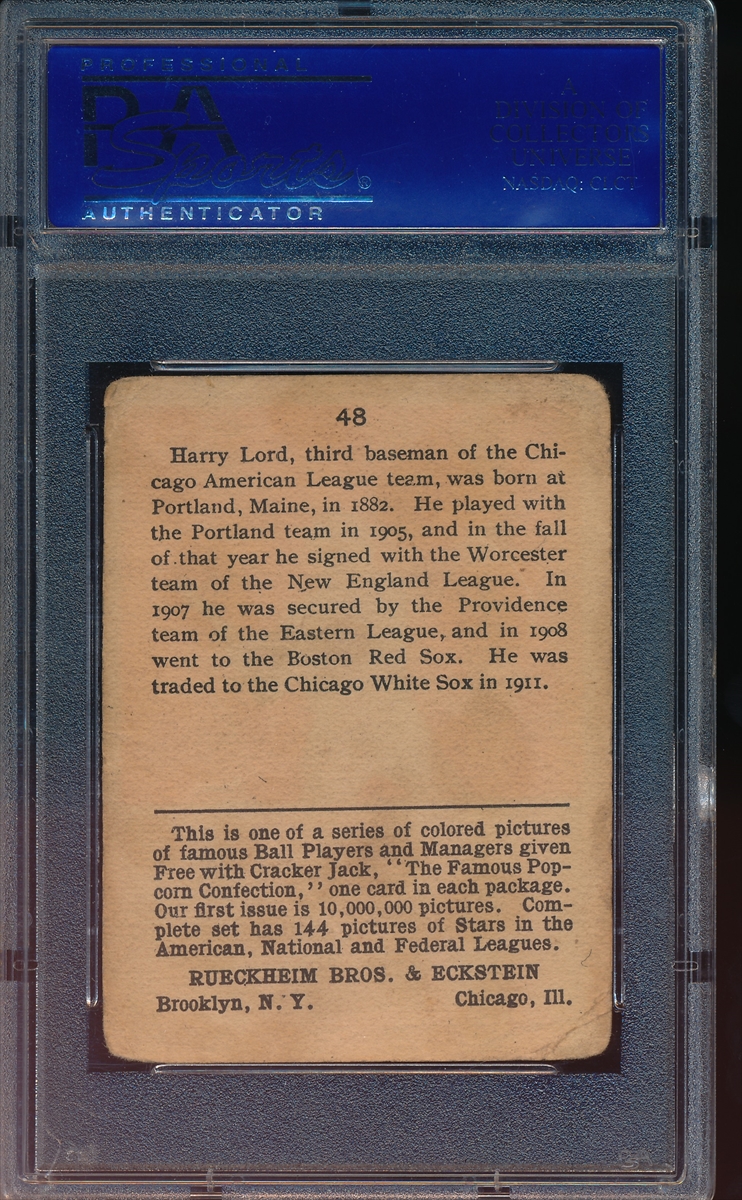 PROFESSIONAL
PSA
Sports®
AUTHENTICATOR
A
DIVISION OF
COLLECTORS
UNIVERSE
NASDAQ: CLCT
48
Harry Lord, third baseman of the Chi-
cago American League team, was born at
Portland, Maine, in 1882. He played with
the Portland team in 1905, and in the fall
of that year he signed with the Worcester
team of the New England League. In
1907 he was secured by the Providence
team of the Eastern League, and in 1908
went to the Boston Red Sox. He was
traded to the Chicago White Sox in 1911.
This is one of a series of colored pictures
of famous Ball Players and Managers given
Free with Cracker Jack, "The Famous Pop-
corn Confection," one card in each package.
Our first issue is 10,000,000 pictures. Com-
plete set has 144 pictures of Stars in the
American, National and Federal Leagues.
RUECKHEIM BROS. & ECKSTEIN
Brooklyn, N. Y. Chicago, Ill.